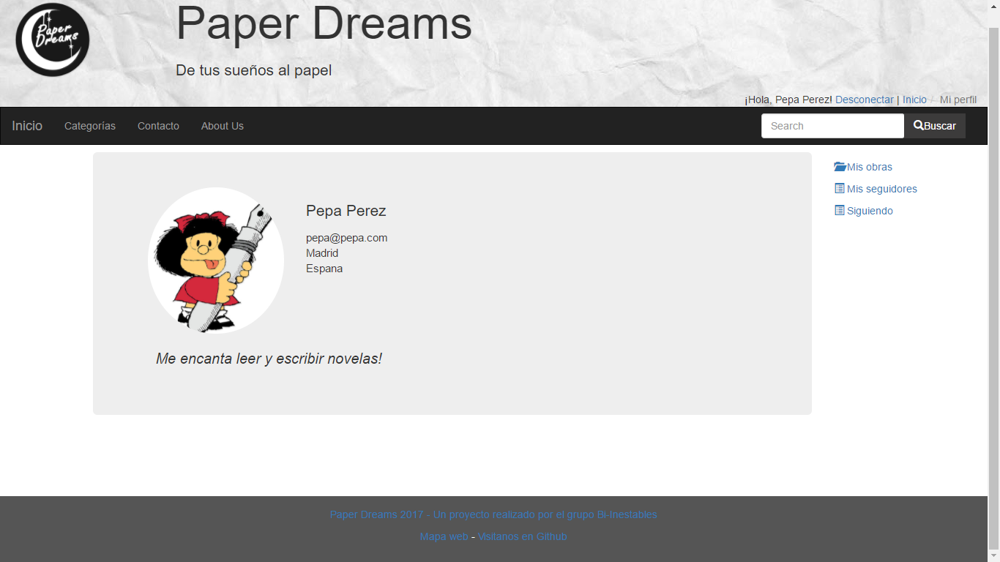 Paper
Dreams
Paper Dreams
De tus sueños al papel
¡Hola, Pepa Perez! Desconectar | Inicio / Mi perfil
Inicio Categorías Contacto About Us Search Buscar
Mis obras
Mis seguidores
Siguiendo
Pepa Perez
pepa@pepa.com
Madrid
Espana
Me encanta leer y escribir novelas!
Paper Dreams 2017 - Un proyecto realizado por el grupo Bi-Inestables
Mapa web - Visitanos en Github